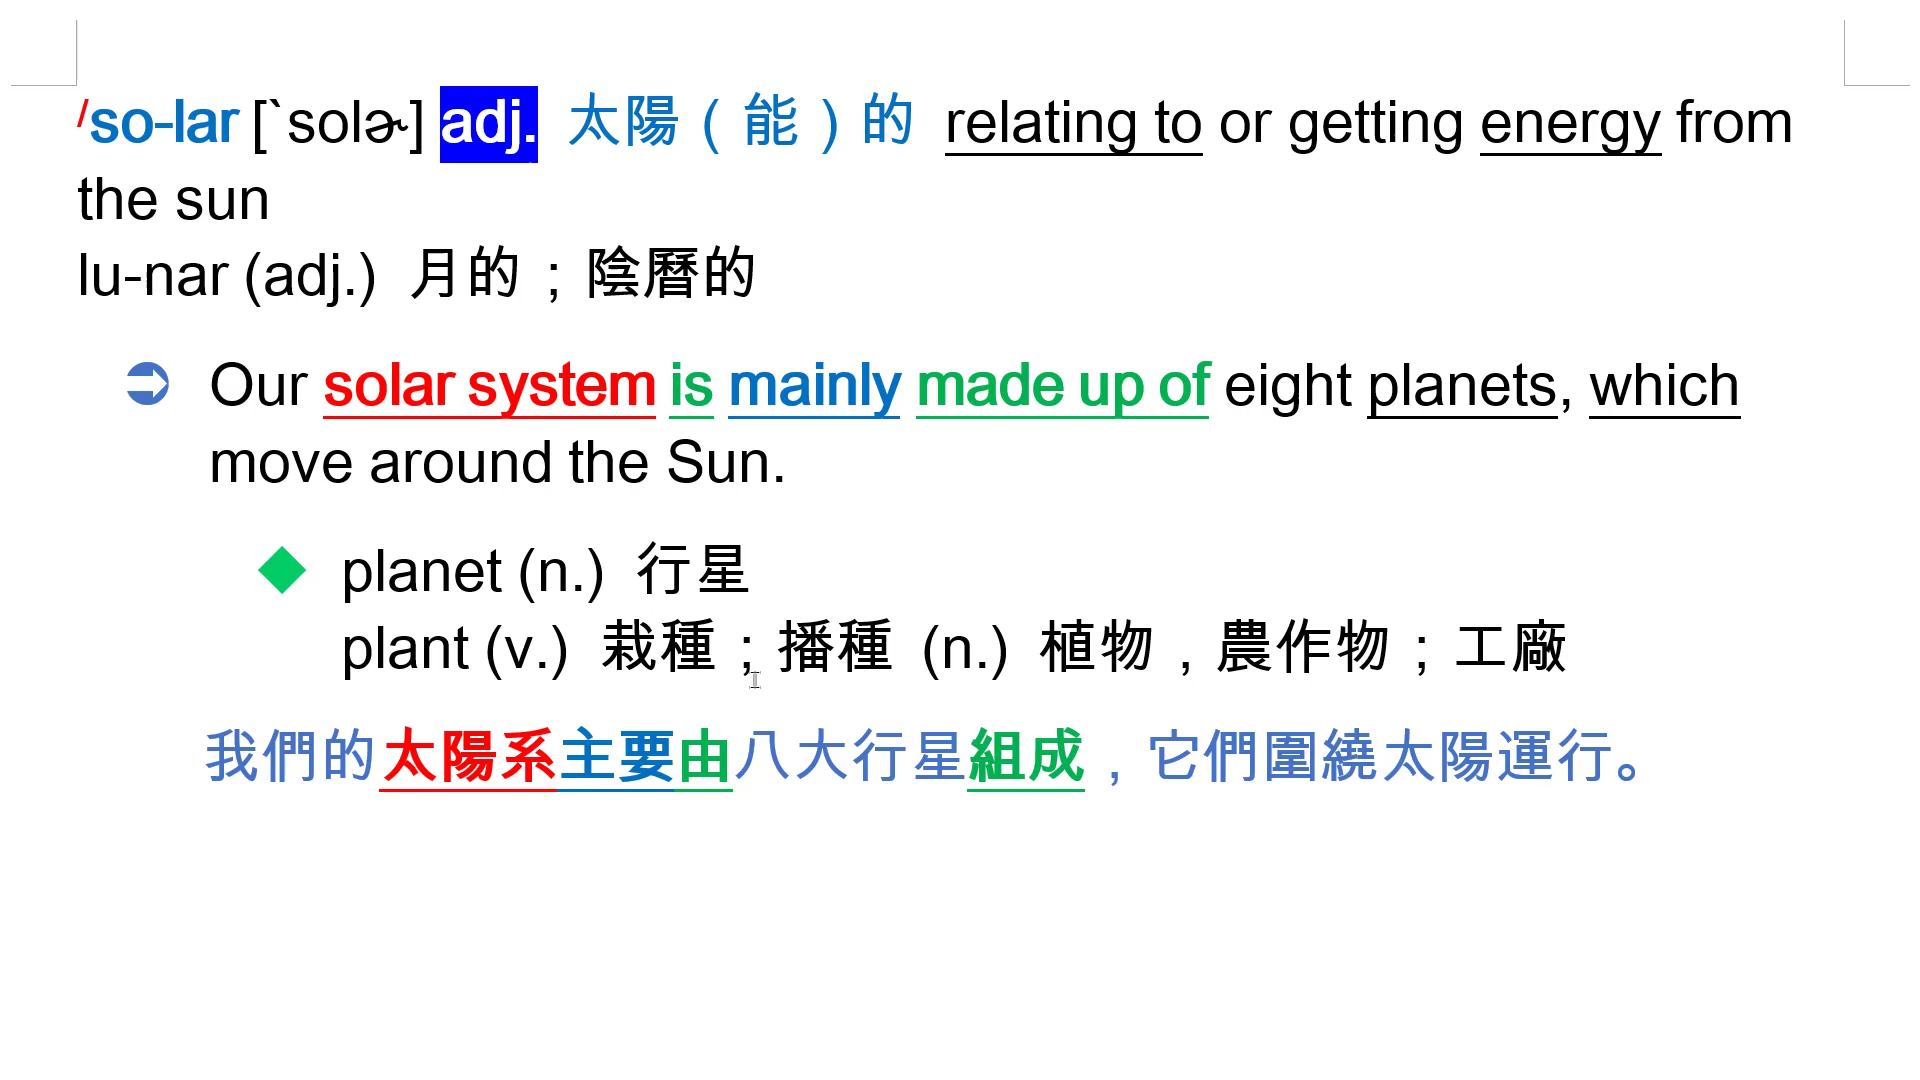 /so-lar [ˋsolɚ] adj. 太陽（能）的 relating to or getting energy from
the sun
lu-nar (adj.) 月的；陰曆的
➲ Our solar system is mainly made up of eight planets, which
move around the Sun.
◆ planet (n.) 行星
plant (v.) 栽種；播種 (n.) 植物，農作物；工廠
我們的太陽系主要由八大行星組成，它們圍繞太陽運行。